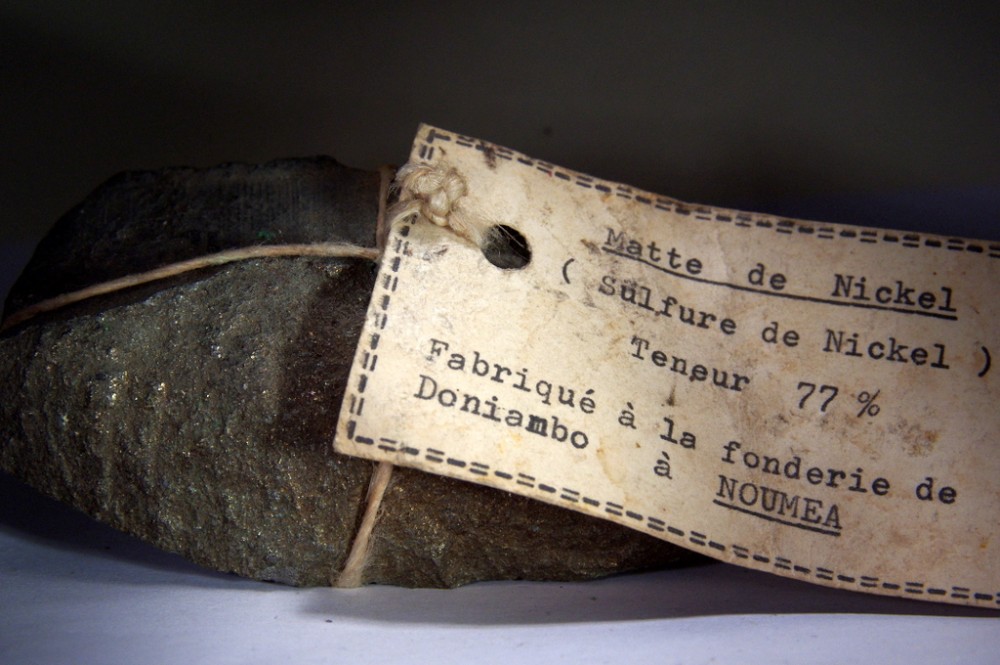 Matte de Nickel
( Sulfure de Nickel )
Teneur 77 %
Fabriqué à la fonderie de
Doniambo à NOUMEA